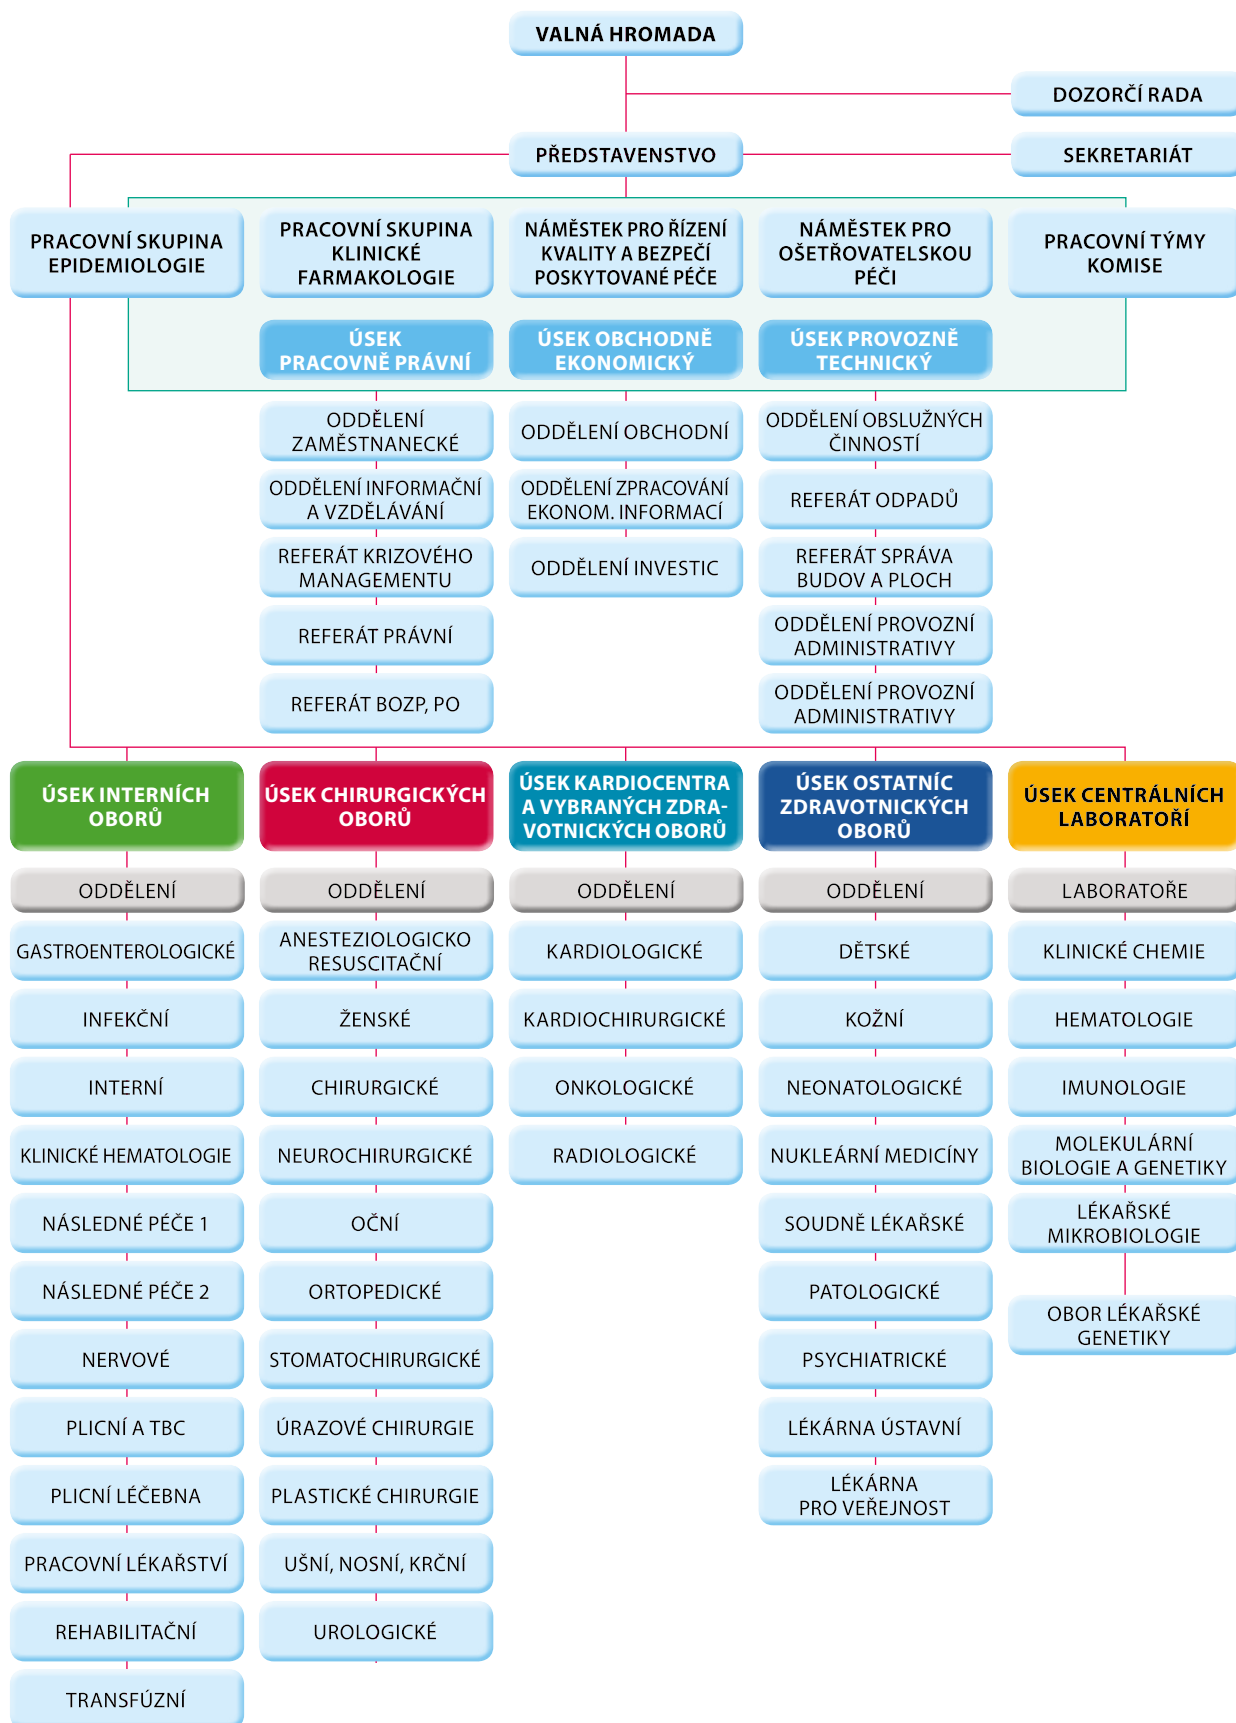 VALNÁ HROMADA
DOZORČÍ RADA
PŘEDSTAVENSTVO
SEKRETARIÁT
PRACOVNÍ SKUPINA
EPIDEMIOLOGIE
PRACOVNÍ SKUPINA
KLINICKÉ
FARMAKOLOGIE
NÁMĚSTEK PRO ŘÍZENÍ
KVALITY A BEZPEČÍ
POSKYTOVANÉ PÉČE
NÁMĚSTEK PRO
OŠETŘOVATELSKOU
PÉČI
PRACOVNÍ TÝMY
KOMISE
ÚSEK
PRACOVNĚ PRÁVNÍ
ÚSEK OBCHODNĚ
EKONOMICKÝ
ÚSEK PROVOZNĚ
TECHNICKÝ
ODDĚLENÍ
ZAMĚSTNANECKÉ
ODDĚLENÍ INFORMAČNÍ
A VZDĚLÁVÁNÍ
REFERÁT KRIZOVÉHO
MANAGEMENTU
REFERÁT PRÁVNÍ
REFERÁT BOZP, PO
ODDĚLENÍ OBCHODNÍ
ODDĚLENÍ ZPRACOVÁNÍ
EKONOM. INFORMACÍ
ODDĚLENÍ INVESTIC
ODDĚLENÍ OBSLUŽNÝCH
ČINNOSTÍ
REFERÁT ODPADŮ
REFERÁT SPRÁVA
BUDOV A PLOCH
ODDĚLENÍ PROVOZNÍ
ADMINISTRATIVY
ODDĚLENÍ PROVOZNÍ
ADMINISTRATIVY
ÚSEK INTERNÍCH
OBORŮ
ODDĚLENÍ
GASTROENTEROLOGICKÉ
INFEKČNÍ
INTERNÍ
KLINICKÉ HEMATOLOGIE
NÁSLEDNÉ PÉČE 1
NÁSLEDNÉ PÉČE 2
NERVOVÉ
PLICNÍ A TBC
PLICNÍ LÉČEBNA
PRACOVNÍ LÉKAŘSTVÍ
REHABILITAČNÍ
TRANSFÚZNÍ
ÚSEK CHIRURGICKÝCH
OBORŮ
ODDĚLENÍ
ANESTEZIOLOGICKO
RESUSCITAČNÍ
ŽENSKÉ
CHIRURGICKÉ
NEUROCHIRURGICKÉ
OČNÍ
ORTOPEDICKÉ
STOMATOCHIRURGICKÉ
ÚRAZOVÉ CHIRURGIE
PLASTICKÉ CHIRURGIE
UŠNÍ, NOSNÍ, KRČNÍ
UROLOGICKÉ
ÚSEK KARDIOCENTRA
A VYBRANÝCH ZDRA-
VOTNICKÝCH OBORŮ
ODDĚLENÍ
KARDIOLOGICKÉ
KARDIOCHIRURGICKÉ
ONKOLOGICKÉ
RADIOLOGICKÉ
ÚSEK OSTATNÍC
ZDRAVOTNICKÝCH
OBORŮ
ODDĚLENÍ
DĚTSKÉ
KOŽNÍ
NEONATOLOGICKÉ
NUKLEÁRNÍ MEDICÍNY
SOUDNĚ LÉKAŘSKÉ
PATOLOGICKÉ
PSYCHIATRICKÉ
LÉKÁRNA ÚSTAVNÍ
LÉKÁRNA
PRO VEŘEJNOST
ÚSEK CENTRÁLNÍCH
LABORATOŘÍ
LABORATOŘE
KLINICKÉ CHEMIE
HEMATOLOGIE
IMUNOLOGIE
MOLEKULÁRNÍ
BIOLOGIE A GENETIKY
LÉKAŘSKÉ
MIKROBIOLOGIE
OBOR LÉKAŘSKÉ
GENETIKY